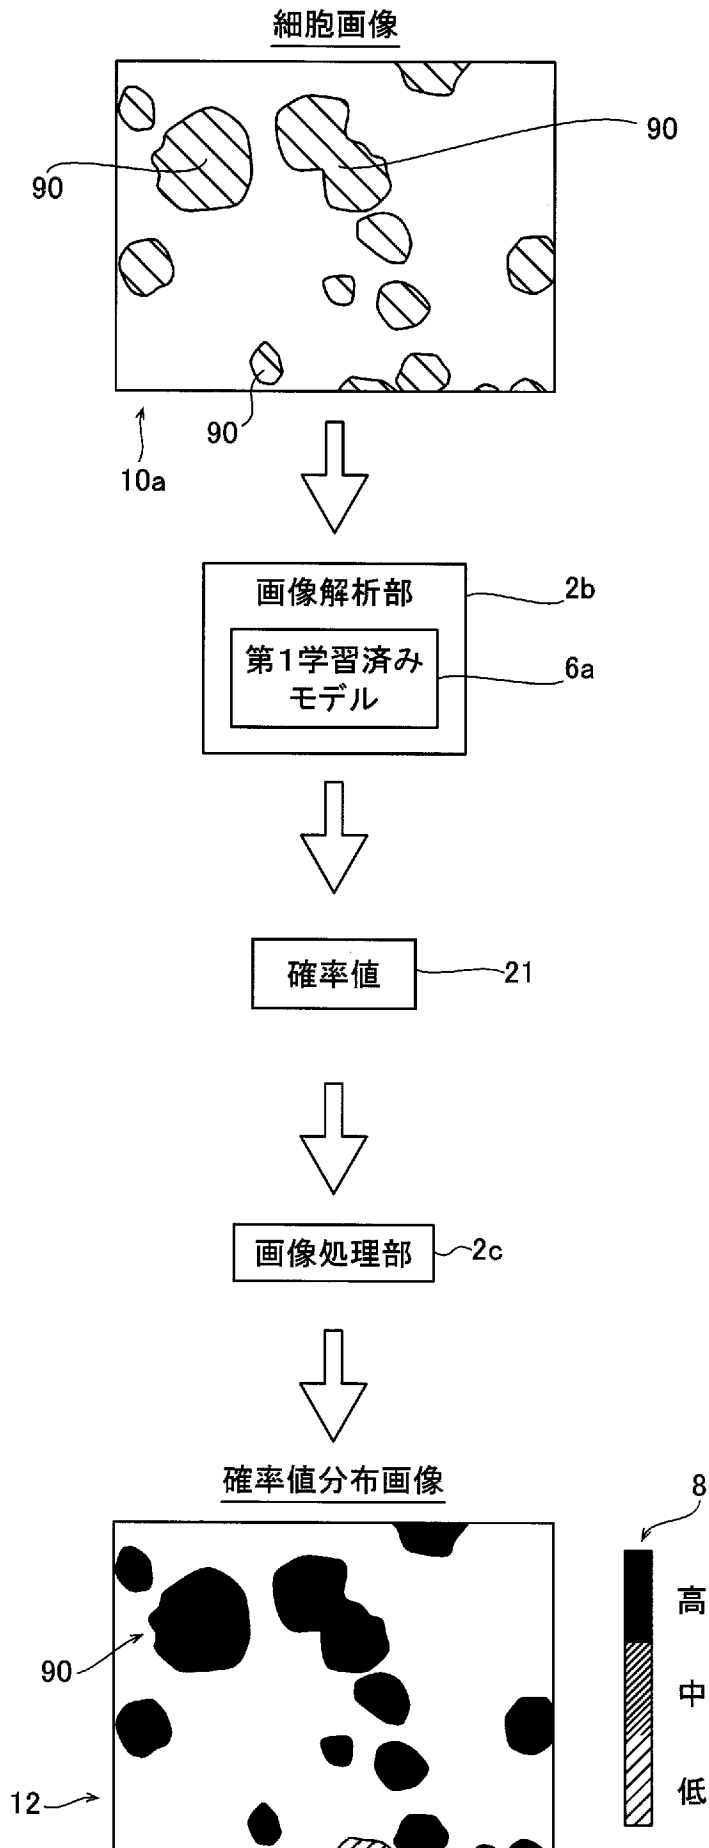 細胞画像
90
90
90
10a
画像解析部
2b
第1学習済み
モデル
6a
確率値
21
画像処理部
2c
確率値分布画像
8
高
中
低
90
12